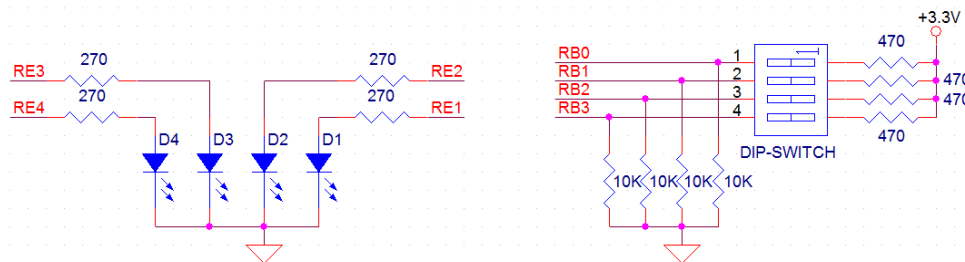 +3.3V
270
270
RB0
1
470
RE3
RE2
RB1
2
470
270
270
RB2
3
470
RE4
RE1
RB3
4
470
D4
D3
D2
D1
DIP-SWITCH
10K
10K
10K
10K